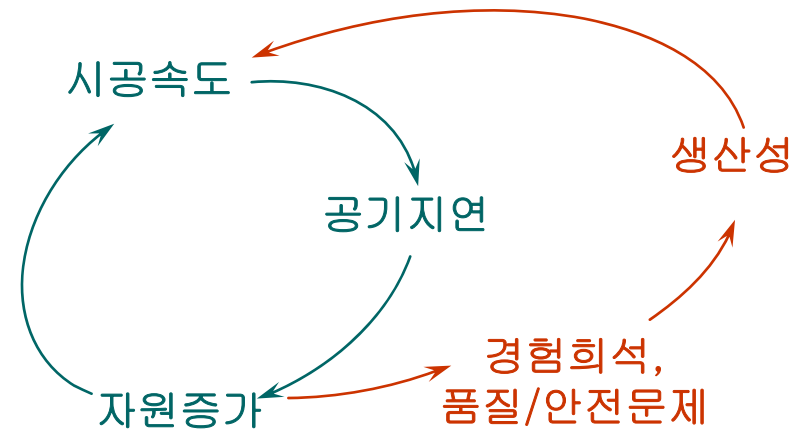 시공속도
생산성
공기지연
경험희석,
품질/안전문제
자원증가